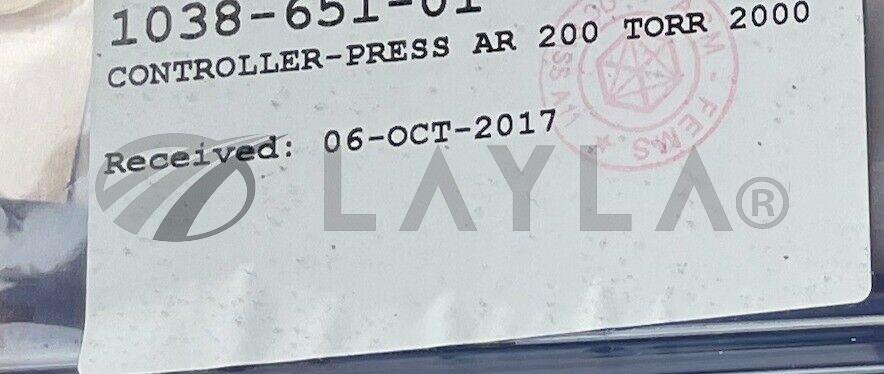 1038-651-01
CONTROLLER-PRESS AR 200 TORR 2000
Received: 06-OCT-2017
LAYLA®